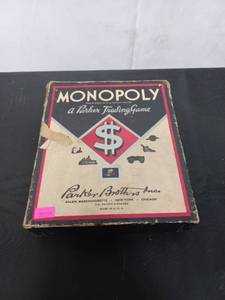 MONOPOLY
a Parker Trading Game
$
Parker Brothers Inc.
SALEM, MASSACHUSETTS · NEW YORK · CHICAGO